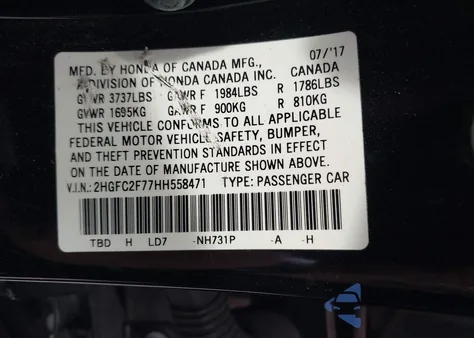 MFD. BY HONDA OF CANADA MFG., 07/'17
A DIVISION OF HONDA CANADA INC. CANADA
GVWR 3737LBS GAWR F 1984LBS R 1786LBS
GVWR 1695KG GAWR F 900KG R 810KG
THIS VEHICLE CONFORMS TO ALL APPLICABLE
FEDERAL MOTOR VEHICLE SAFETY, BUMPER,
AND THEFT PREVENTION STANDARDS IN EFFECT
ON THE DATE OF MANUFACTURE SHOWN ABOVE.
V.I.N.: 2HGFC2F77HH558471 TYPE: PASSENGER CAR
TBD H LD7 -NH731P -A -H